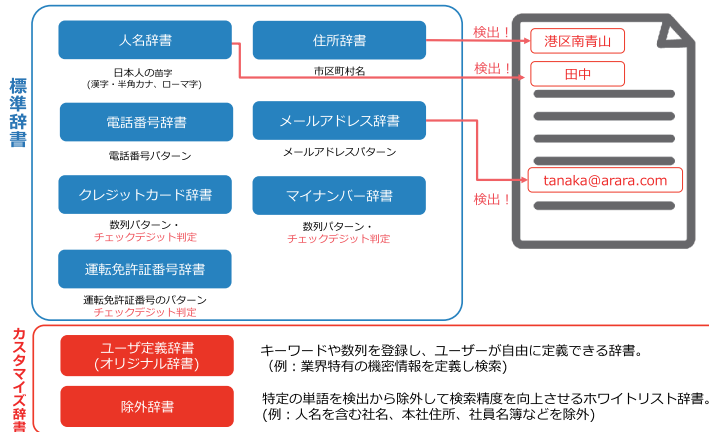 標準辞書
人名辞書
日本人の苗字
(漢字・半角カナ、ローマ字)
住所辞書
市区町村名
電話番号辞書
電話番号パターン
メールアドレス辞書
メールアドレスパターン
クレジットカード辞書
数列パターン・
チェックデジット判定
マイナンバー辞書
数列パターン・
チェックデジット判定
運転免許証番号辞書
運転免許証番号のパターン
チェックデジット判定
検出！
港区南青山
検出！
田中
検出！
tanaka@arara.com
カスタマイズ辞書
ユーザ定義辞書
(オリジナル辞書)
キーワードや数列を登録し、ユーザーが自由に定義できる辞書。
（例：業界特有の機密情報を定義し検索)
除外辞書
特定の単語を検出から除外して検索精度を向上させるホワイトリスト辞書。
(例：人名を含む社名、本社住所、社員名簿などを除外)